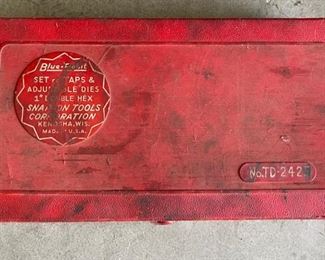 Blue-Point
SET OF TAPS &
ADJUSTABLE DIES
1" DOUBLE HEX
SNAP-ON TOOLS
CORPORATION
KENOSHA, WIS.
MADE IN U.S.A.
No. TD-242